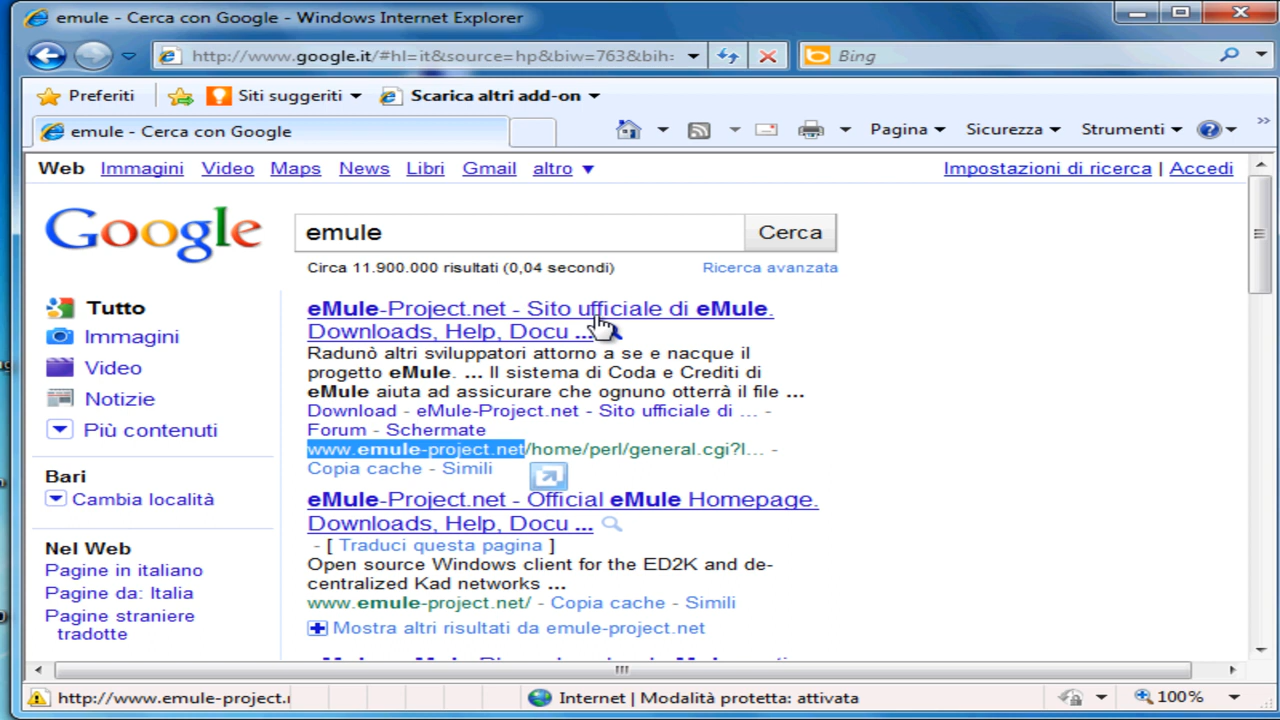 emule - Cerca con Google - Windows Internet Explorer
http://www.google.it/#hl=it&source=hp&biw=763&bih:
Bing
Preferiti
Siti suggeriti
Scarica altri add-on
emule - Cerca con Google
Pagina
Sicurezza
Strumenti
Web Immagini Video Maps News Libri Gmail altro
Impostazioni di ricerca | Accedi
Google
emule
Cerca
Circa 11.900.000 risultati (0,04 secondi)
Ricerca avanzata
Tutto
Immagini
Video
Notizie
Più contenuti
Bari
Cambia località
Nel Web
Pagine in italiano
Pagine da: Italia
Pagine straniere
tradotte
eMule-Project.net - Sito ufficiale di eMule.
Downloads, Help, Docu ...
Radunò altri sviluppatori attorno a se e nacque il
progetto eMule. ... Il sistema di Coda e Crediti di
eMule aiuta ad assicurare che ognuno otterrà il file ...
Download - eMule-Project.net - Sito ufficiale di ... -
Forum - Schermate
www.emule-project.net/home/perl/general.cgi?l... -
Copia cache - Simili
eMule-Project.net - Official eMule Homepage.
Downloads, Help, Docu ...
- [ Traduci questa pagina ]
Open source Windows client for the ED2K and de-
centralized Kad networks ...
www.emule-project.net/ - Copia cache - Simili
Mostra altri risultati da emule-project.net
http://www.emule-project.
Internet | Modalità protetta: attivata
100%